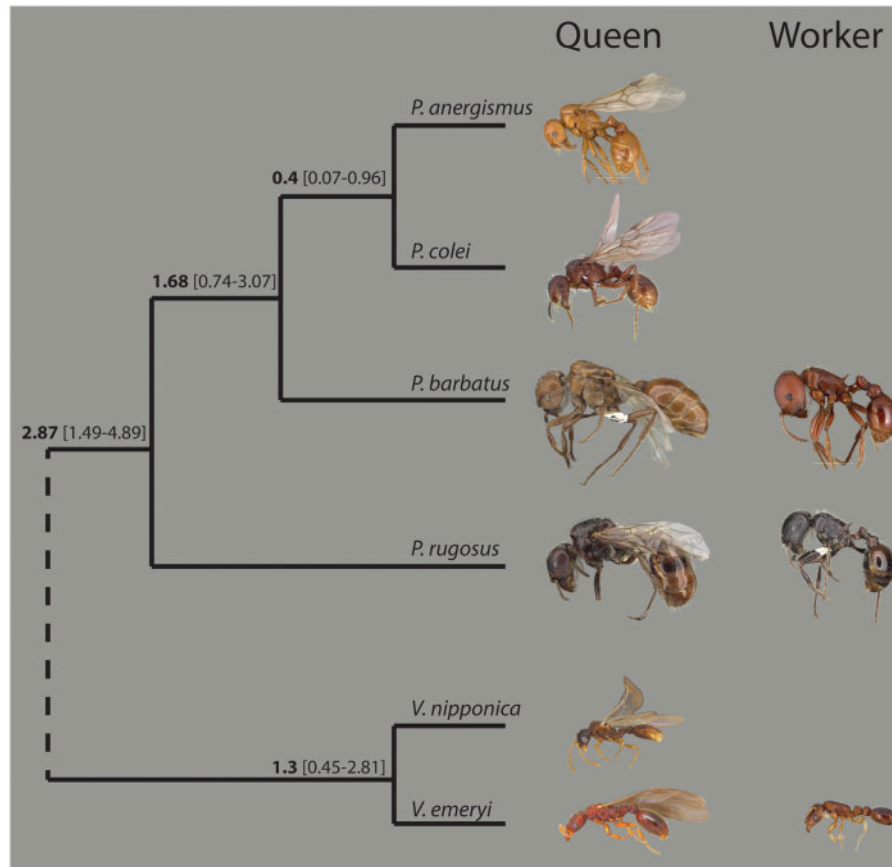 Queen Worker
P. anergismus
0.4 [0.07-0.96]
P. colei
1.68 [0.74-3.07]
P. barbatus
2.87 [1.49-4.89]
P. rugosus
V. nipponica
1.3 [0.45-2.81]
V. emeryi